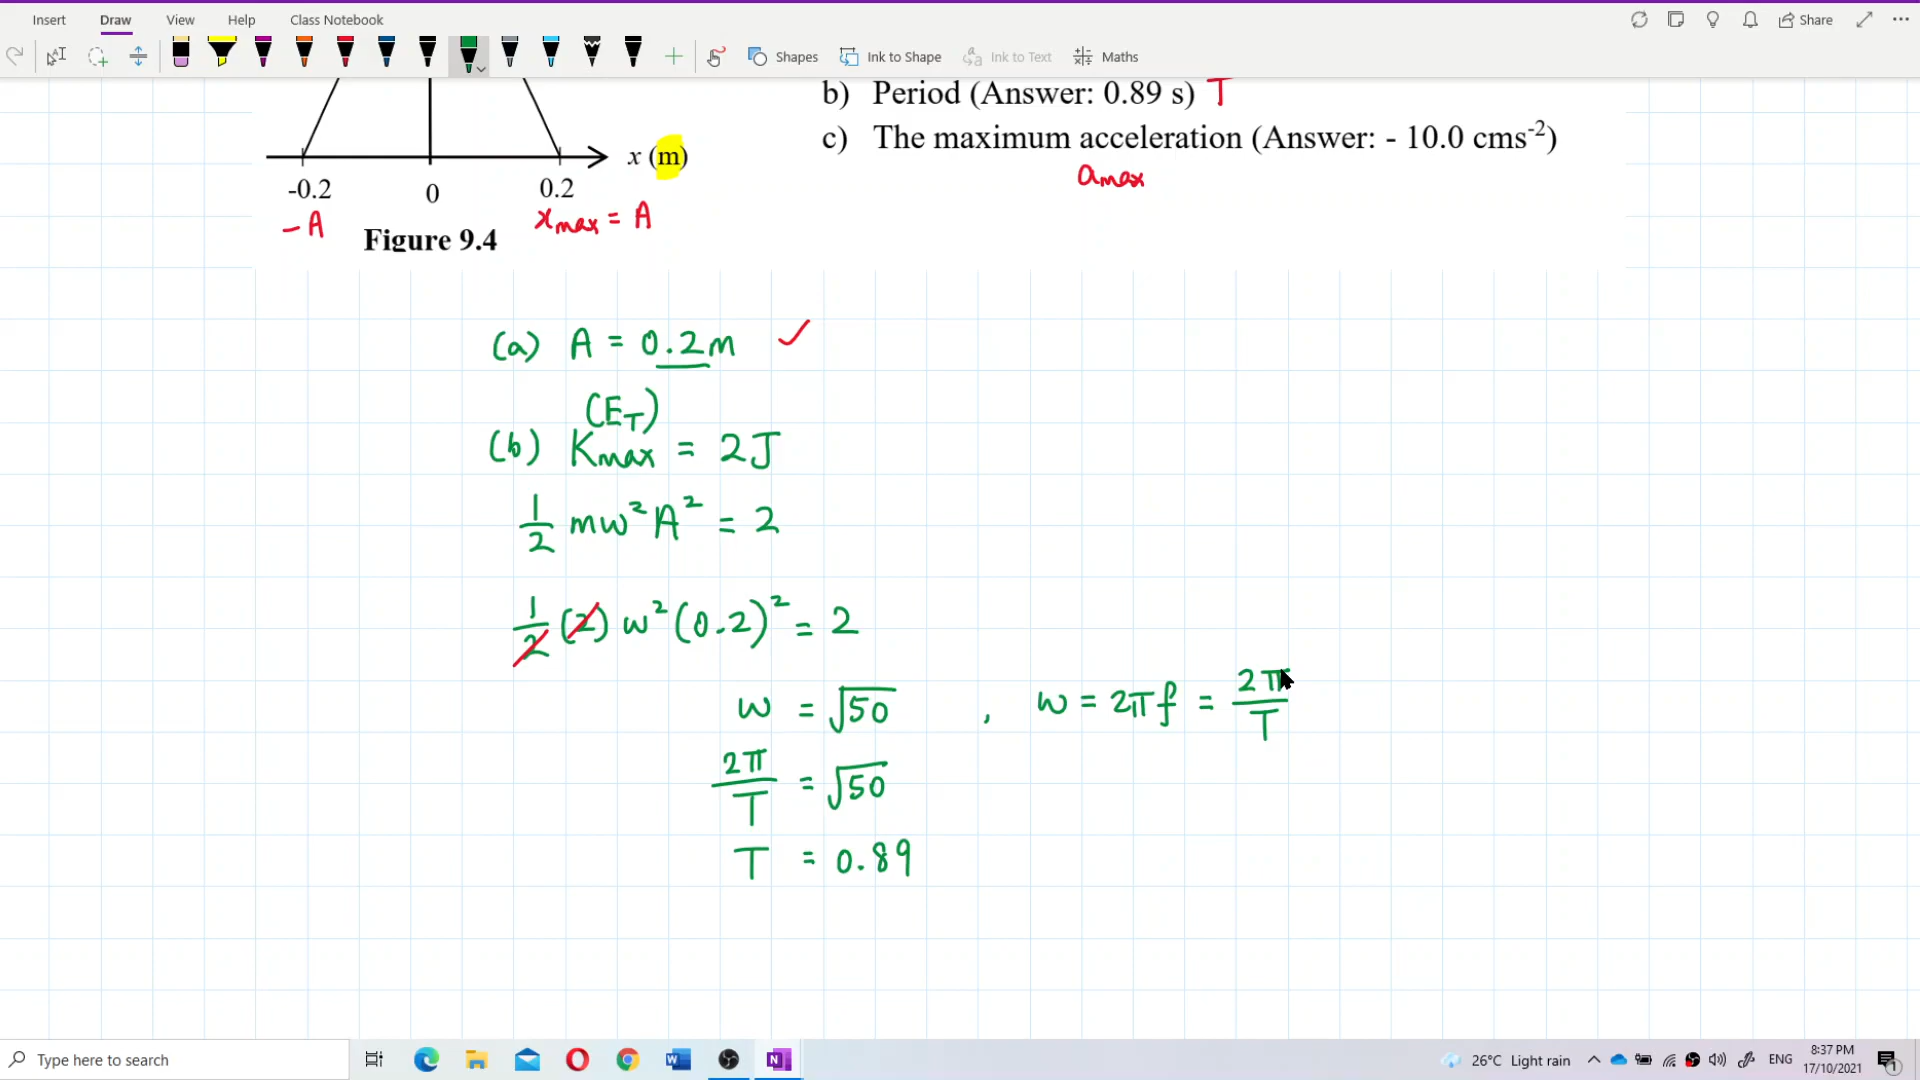 Insert Draw View Help Class Notebook Share
Shapes Ink to Shape Ink to Text Maths
b) Period (Answer: 0.89 s) T
c) The maximum acceleration (Answer: - 10.0 cms⁻²)
amax
x (m)
-0.2 0 0.2
-A xmax = A
Figure 9.4
(a) A = 0.2m ✓
(ET)
(b) Kmax = 2J
1/2 mw²A² = 2
1/2 (2) w² (0.2)² = 2
w = √50 , w = 2πf = 2π/T
2π/T = √50
T = 0.89
Type here to search
26°C Light rain ENG 8:37 PM
17/10/2021 1